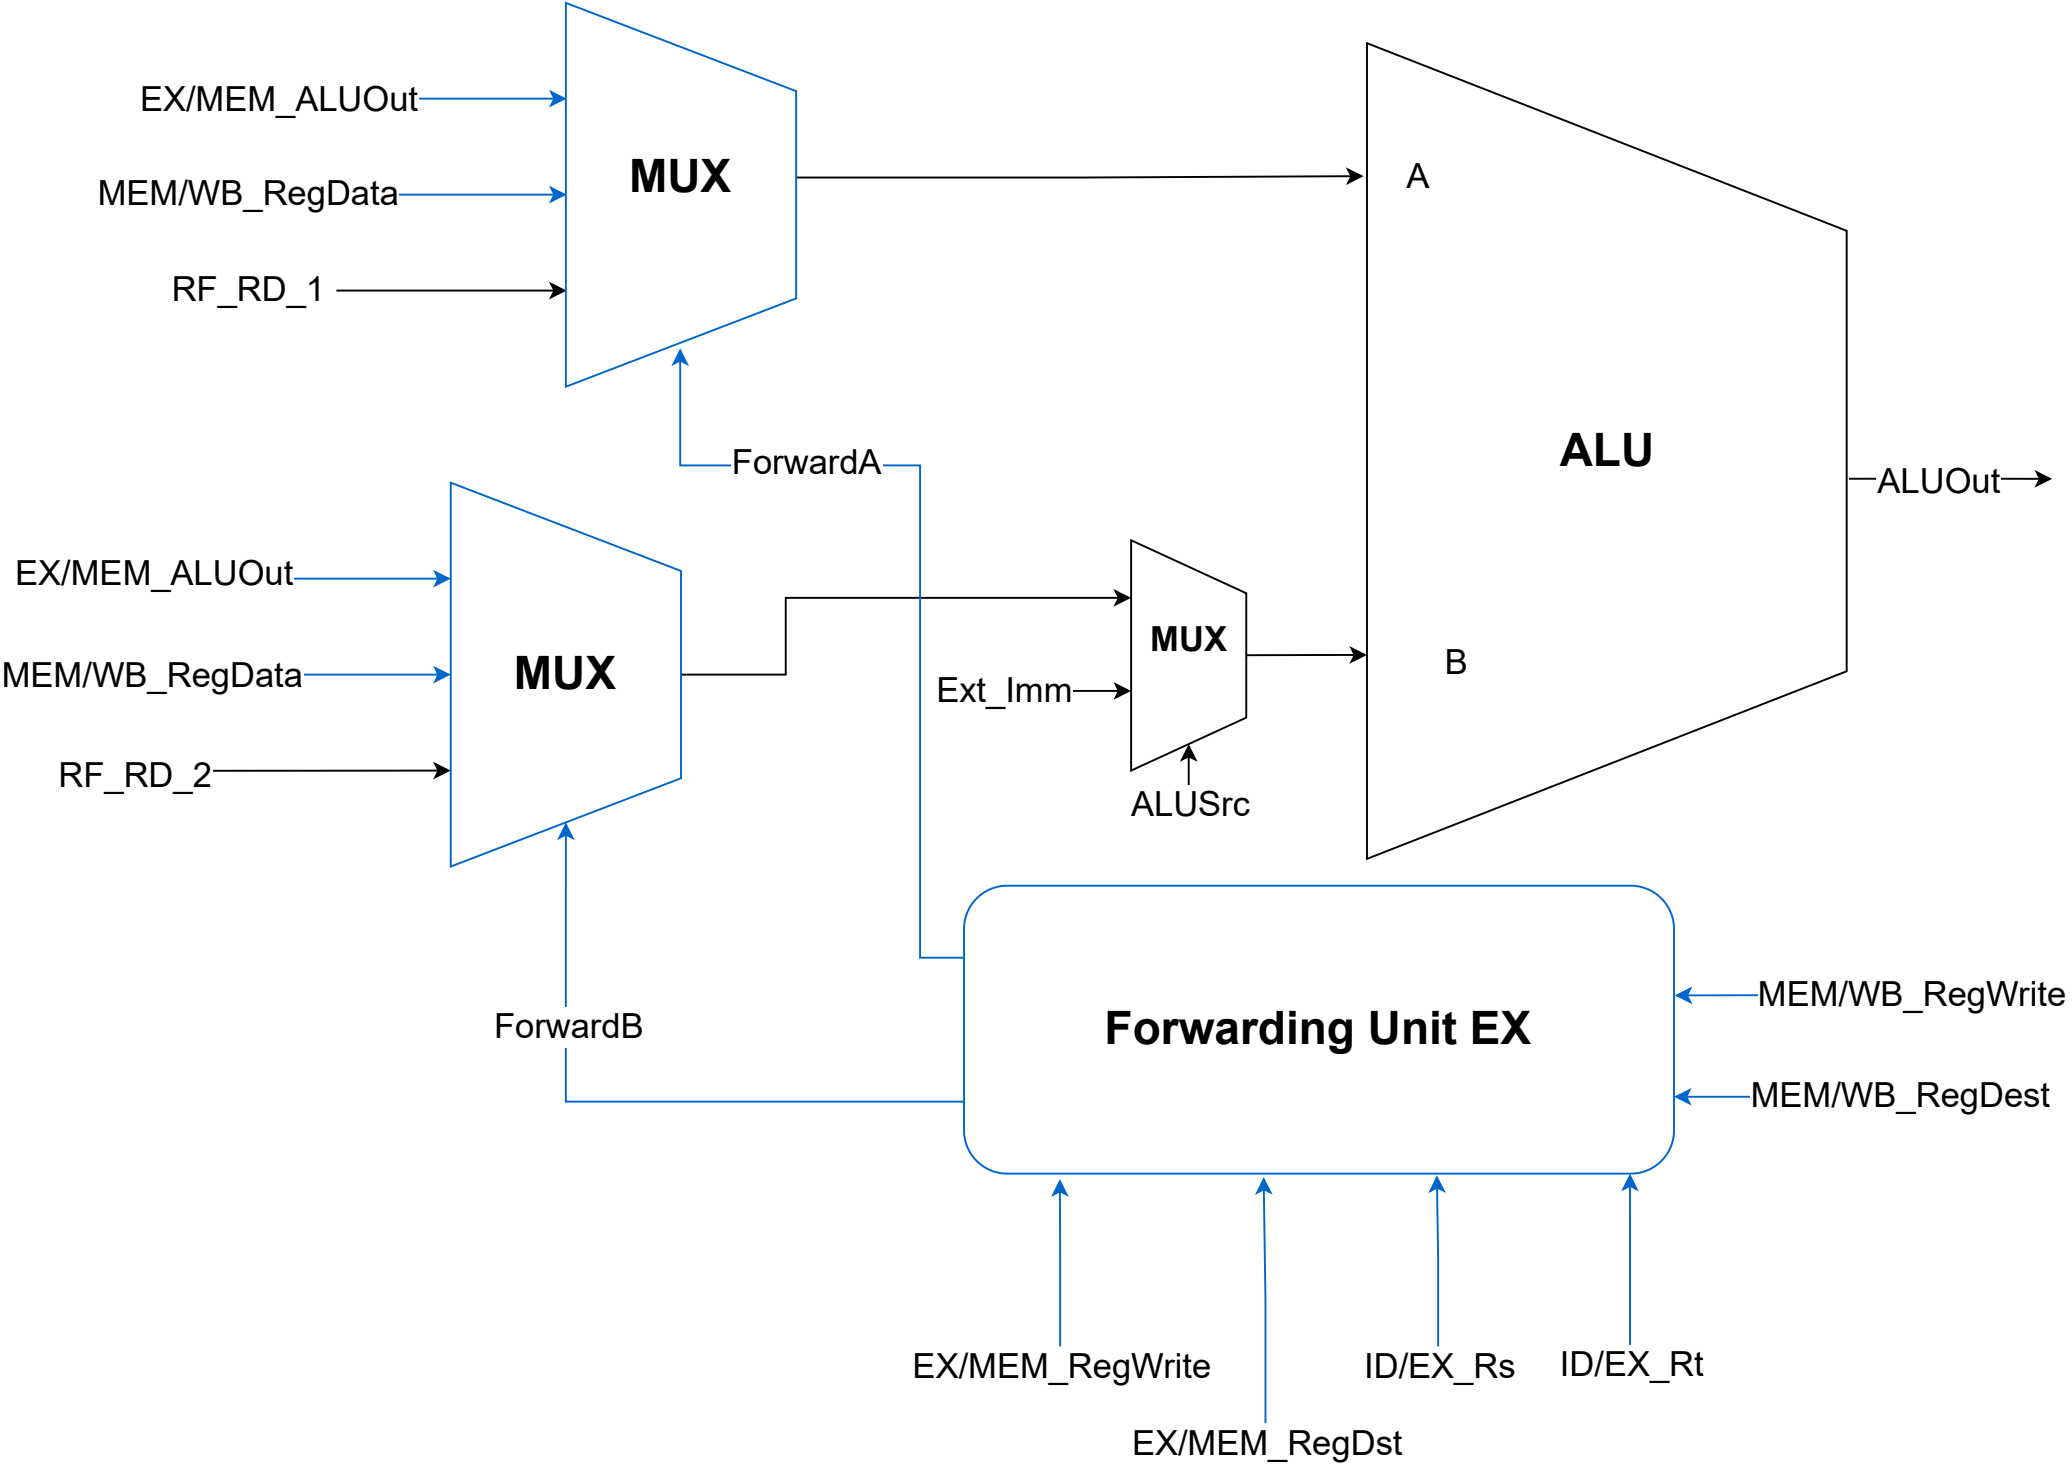 EX/MEM_ALUOut
MEM/WB_RegData
RF_RD_1
MUX
A
ALU
ALUOut
ForwardA
EX/MEM_ALUOut
MEM/WB_RegData
RF_RD_2
MUX
MUX
Ext_Imm
ALUSrc
B
ForwardB
Forwarding Unit EX
MEM/WB_RegWrite
MEM/WB_RegDest
EX/MEM_RegWrite
EX/MEM_RegDst
ID/EX_Rs
ID/EX_Rt